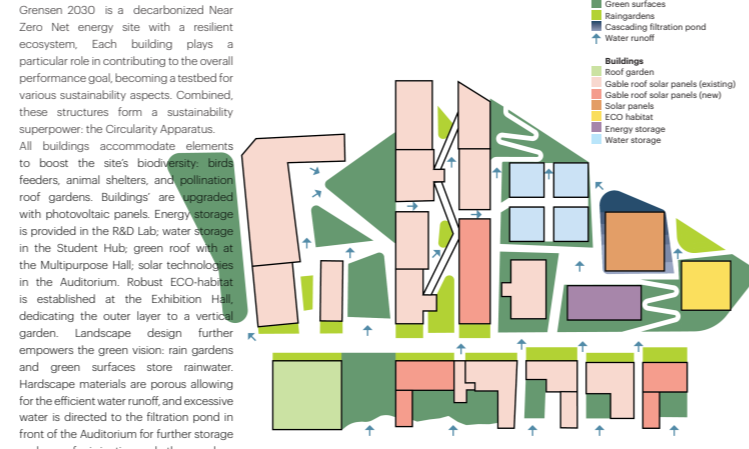 Grensen 2030 is a decarbonized Near
Zero Net energy site with a resilient
ecosystem, Each building plays a
particular role in contributing to the overall
performance goal, becoming a testbed for
various sustainability aspects. Combined,
these structures form a sustainability
superpower: the Circularity Apparatus.
All buildings accommodate elements
to boost the site's biodiversity: birds
feeders, animal shelters, and pollination
roof gardens. Buildings' are upgraded
with photovoltaic panels. Energy storage
is provided in the R&D Lab; water storage
in the Student Hub; green roof with at
the Multipurpose Hall; solar technologies
in the Auditorium. Robust ECO-habitat
is established at the Exhibition Hall,
dedicating the outer layer to a vertical
garden. Landscape design further
empowers the green vision: rain gardens
and green surfaces store rainwater.
Hardscape materials are porous allowing
for the efficient water runoff, and excessive
water is directed to the filtration pond in
front of the Auditorium for further storage
Green surfaces
Raingardens
Cascading filtration pond
Water runoff
Buildings
Roof garden
Gable roof solar panels (existing)
Gable roof solar panels (new)
Solar panels
ECO habitat
Energy storage
Water storage